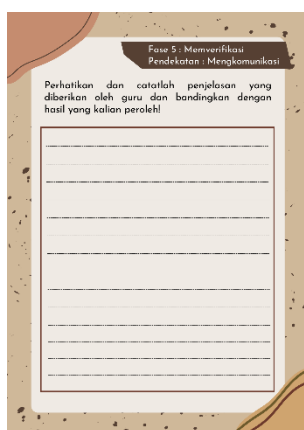 Fase 5 : Memverifikasi
Pendekatan : Mengkomunikasi
Perhatikan dan catatlah penjelasan yang
diberikan oleh guru dan bandingkan dengan
hasil yang kalian peroleh!